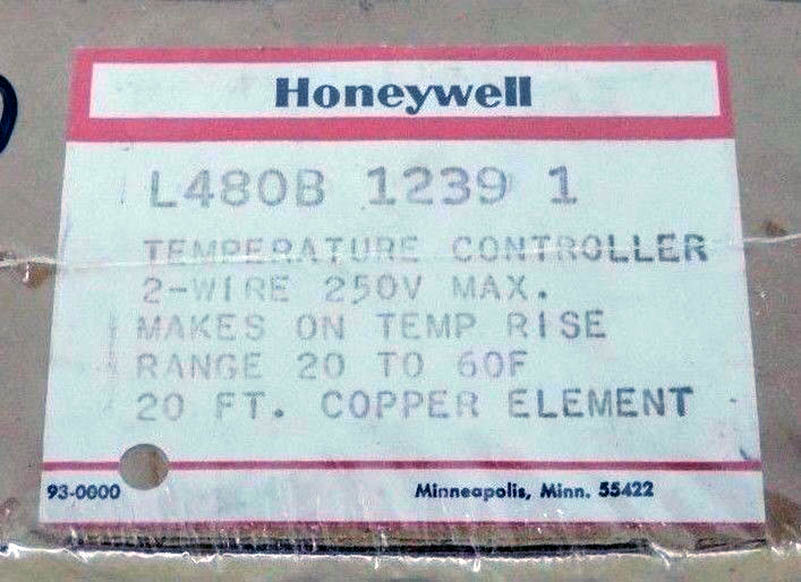 Honeywell
L480B 1239 1
TEMPERATURE CONTROLLER
2-WIRE 250V MAX.
MAKES ON TEMP RISE
RANGE 20 TO 60F
20 FT. COPPER ELEMENT
93-0000
Minneapolis, Minn. 55422